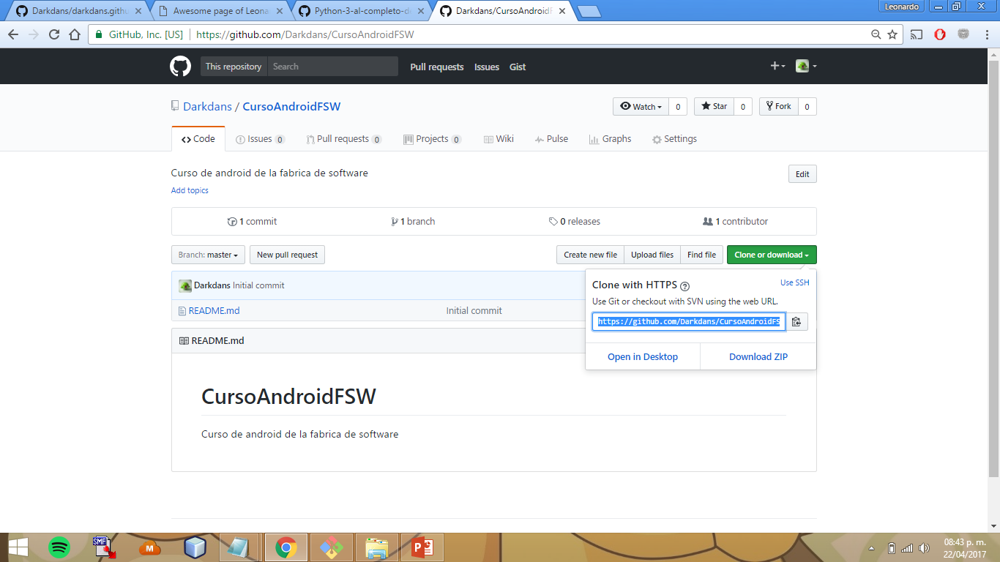 Darkdans/darkdans.githu
Awesome page of Leona
Python-3-al-completo-de
Darkdans/CursoAndroidF
Leonardo
GitHub, Inc. [US]
https://github.com/Darkdans/CursoAndroidFSW
This repository
Search
Pull requests
Issues
Gist
Darkdans / CursoAndroidFSW
Watch
0
Star
0
Fork
0
Code
Issues 0
Pull requests 0
Projects 0
Wiki
Pulse
Graphs
Settings
Curso de android de la fabrica de software
Edit
Add topics
1 commit
1 branch
0 releases
1 contributor
Branch: master
New pull request
Create new file
Upload files
Find file
Clone or download
Darkdans Initial commit
README.md
Initial commit
Clone with HTTPS
Use SSH
Use Git or checkout with SVN using the web URL.
https://github.com/Darkdans/CursoAndroidFS
Open in Desktop
Download ZIP
README.md
CursoAndroidFSW
Curso de android de la fabrica de software
SMF
M
P
08:43 p. m.
22/04/2017